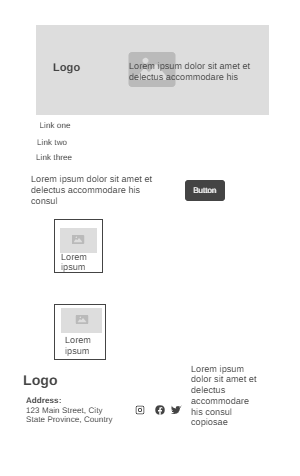 Logo
Lorem ipsum dolor sit amet et
delectus accommodare his
Link one
Link two
Link three
Lorem ipsum dolor sit amet et
delectus accommodare his
consul
Button
Lorem
ipsum
Lorem
ipsum
Logo
Address:
123 Main Street, City
State Province, Country
Lorem ipsum
dolor sit amet et
delectus
accommodare
his consul
copiosae